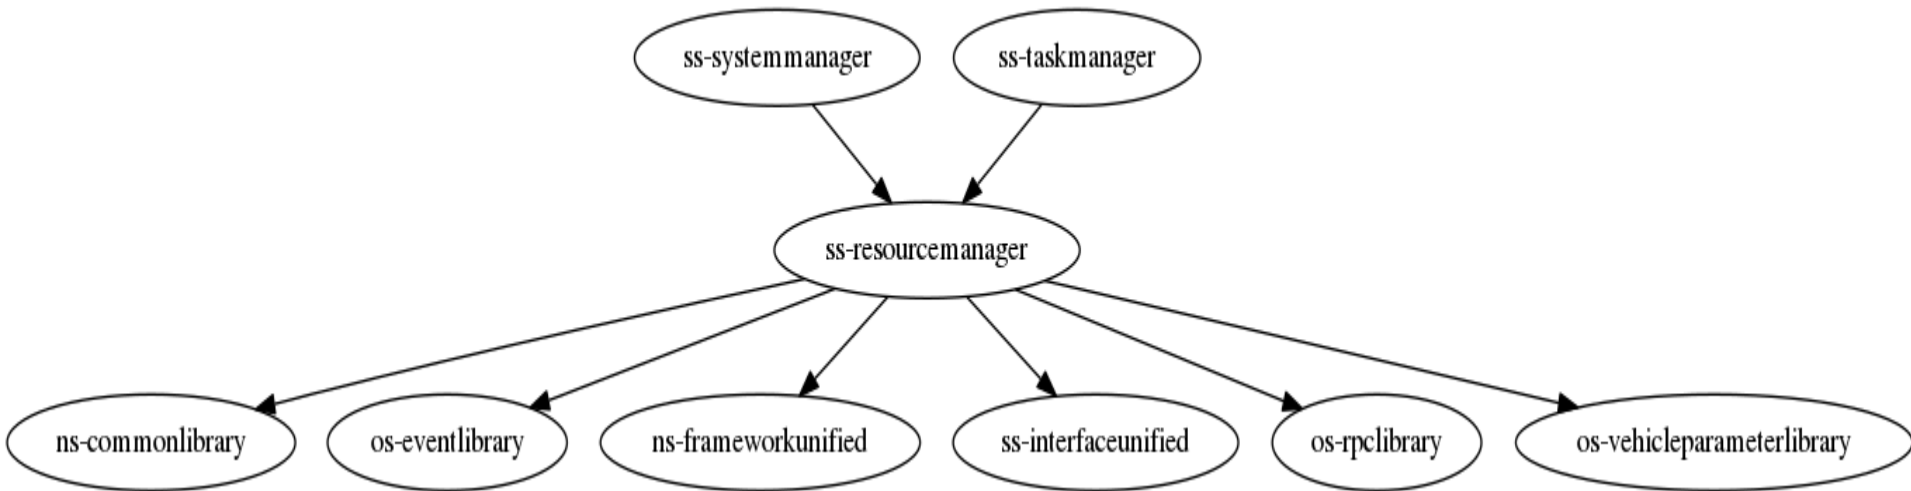 ss-systemmanager
ss-taskmanager
ss-resourcemanager
ns-commonlibrary
os-eventlibrary
ns-frameworkunified
ss-interfaceunified
os-rpclibrary
os-vehicleparameterlibrary